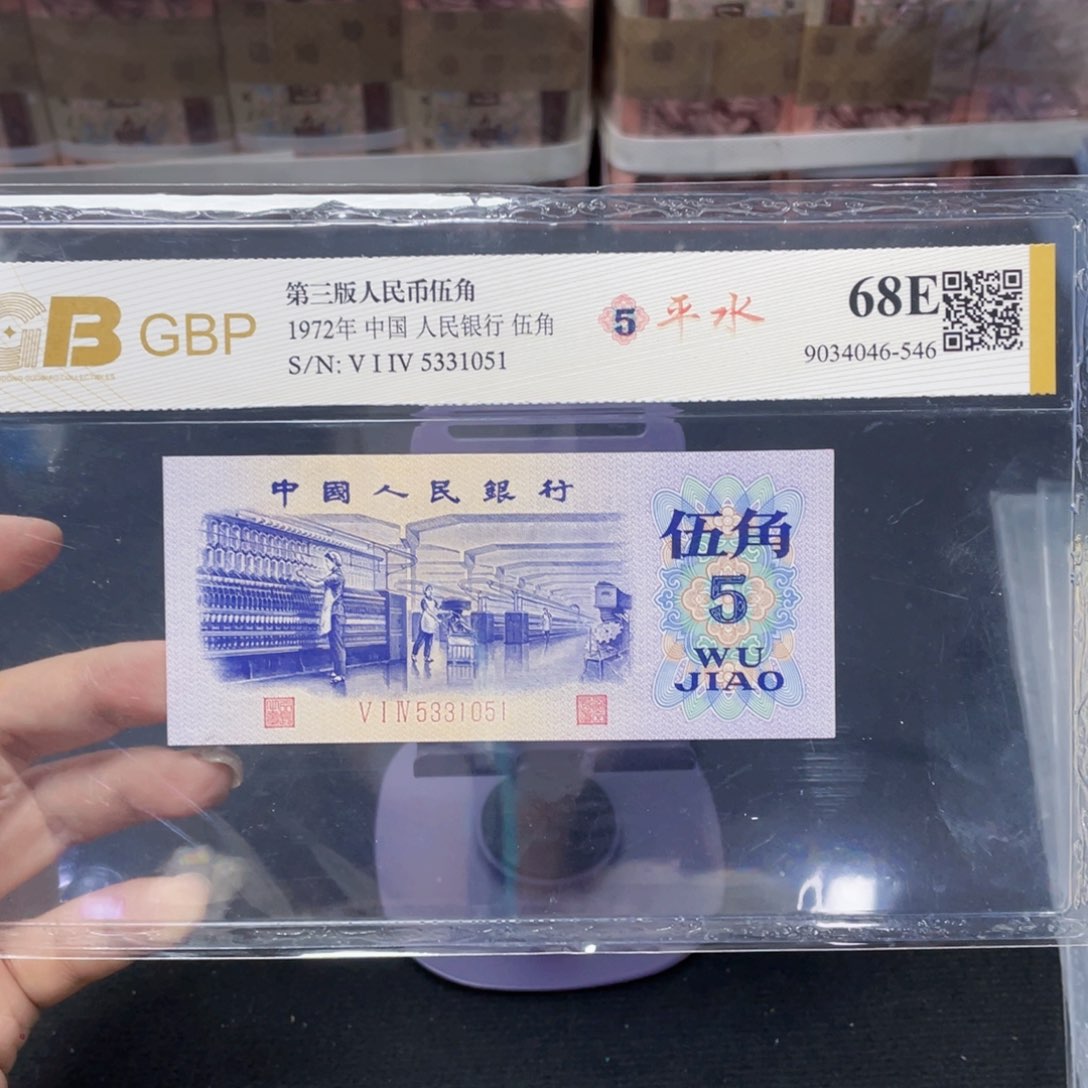 GBP
第三版人民币伍角
1972年 中国 人民银行 伍角
S/N: V I IV 5331051
5 平水
68E
9034046-546
中國人民銀行
伍角
5
WU
JIAO
V I IV 5331051